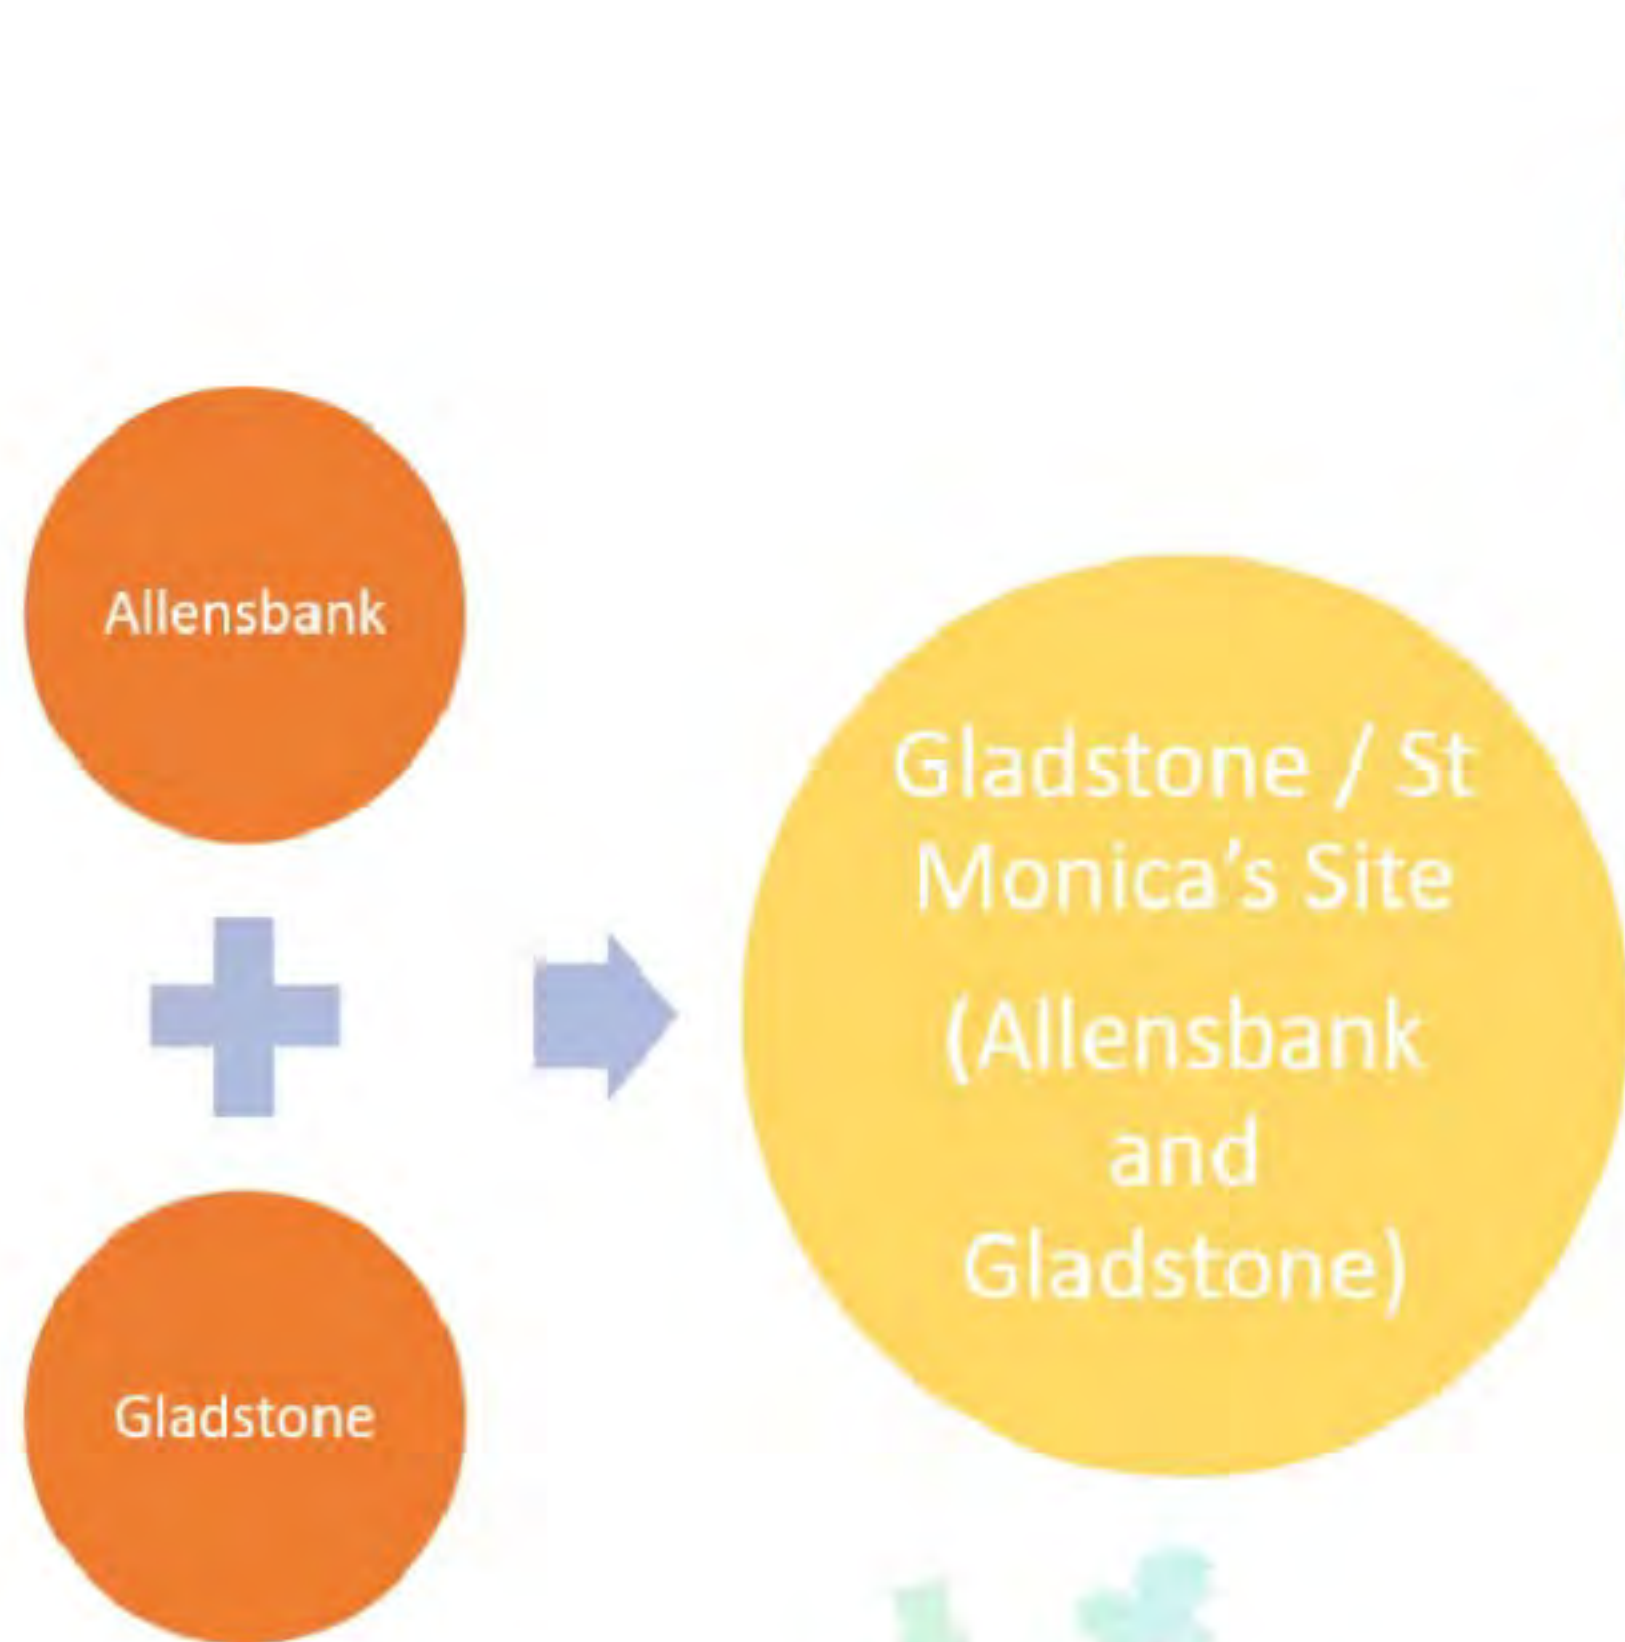 Allensbank
Gladstone
Gladstone / St
Monica’s Site
(Allensbank
and
Gladstone)